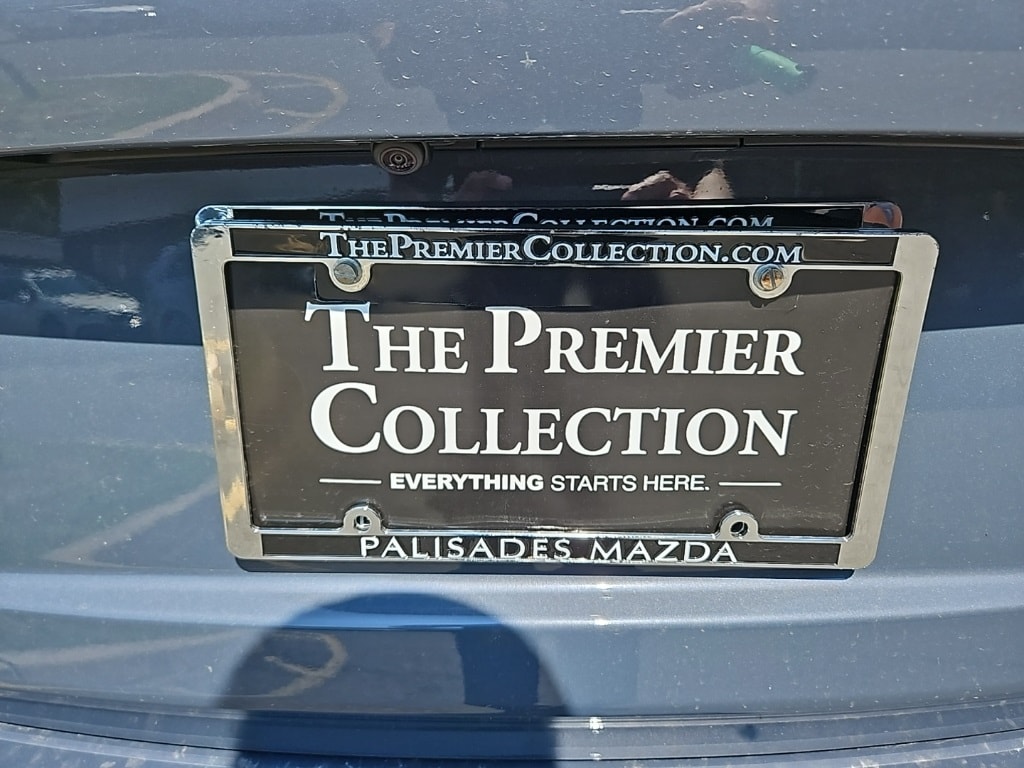 THEPREMIERCOLLECTION.COM
THEPREMIERCOLLECTION.COM
THE PREMIER
COLLECTION
EVERYTHING STARTS HERE.
PALISADES MAZDA